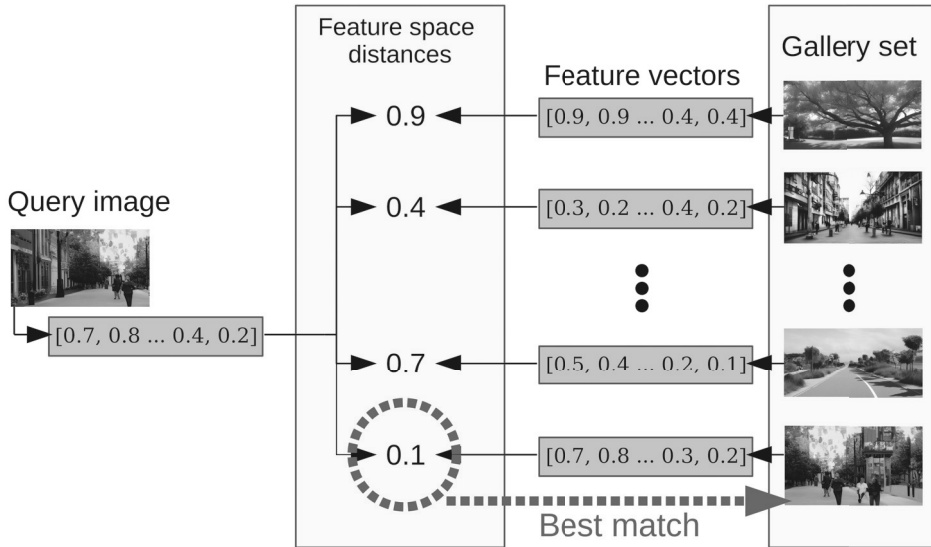 Feature space
distances
Feature vectors
Gallery set
0.9
[0.9, 0.9 ... 0.4, 0.4]
Query image
0.4
[0.3, 0.2 ... 0.4, 0.2]
[0.7, 0.8 ... 0.4, 0.2]
0.7
[0.5, 0.4 ... 0.2, 0.1]
0.1
[0.7, 0.8 ... 0.3, 0.2]
Best match